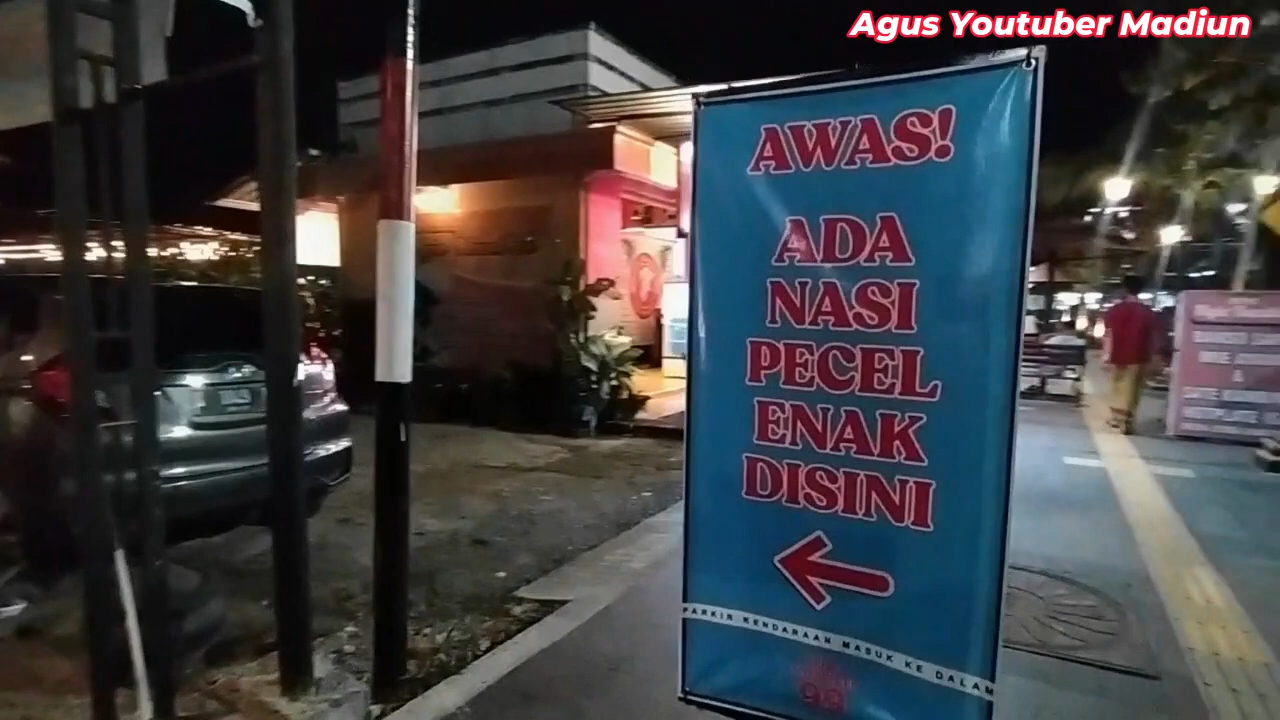 Agus Youtuber Madiun
AWAS!
ADA
NASI
PECEL
ENAK
DISINI
PARKIR KENDARAAN MASUK KE DALAM